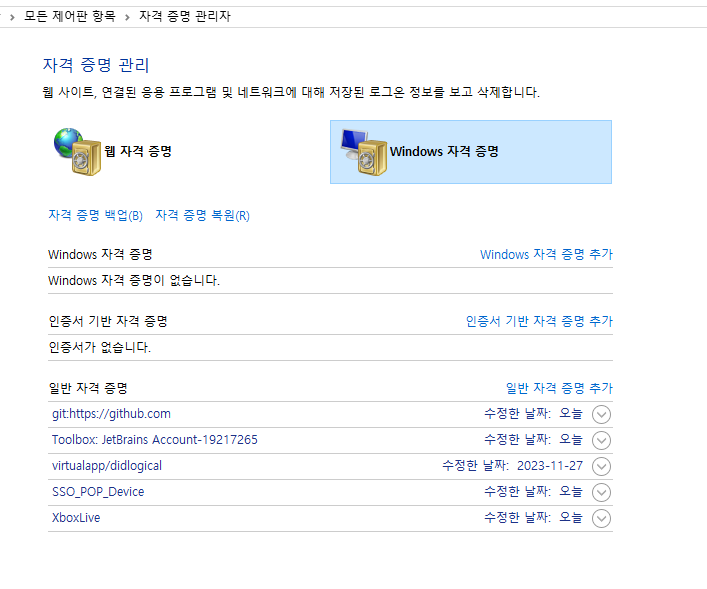 모든 제어판 항목 자격 증명 관리자
자격 증명 관리
웹 사이트, 연결된 응용 프로그램 및 네트워크에 대해 저장된 로그온 정보를 보고 삭제합니다.
웹 자격 증명 Windows 자격 증명
자격 증명 백업(B) 자격 증명 복원(R)
Windows 자격 증명 Windows 자격 증명 추가
Windows 자격 증명이 없습니다.
인증서 기반 자격 증명 인증서 기반 자격 증명 추가
인증서가 없습니다.
일반 자격 증명 일반 자격 증명 추가
git:https://github.com 수정한 날짜: 오늘
Toolbox: JetBrains Account-19217265 수정한 날짜: 오늘
virtualapp/didlogical 수정한 날짜: 2023-11-27
SSO_POP_Device 수정한 날짜: 오늘
XboxLive 수정한 날짜: 오늘